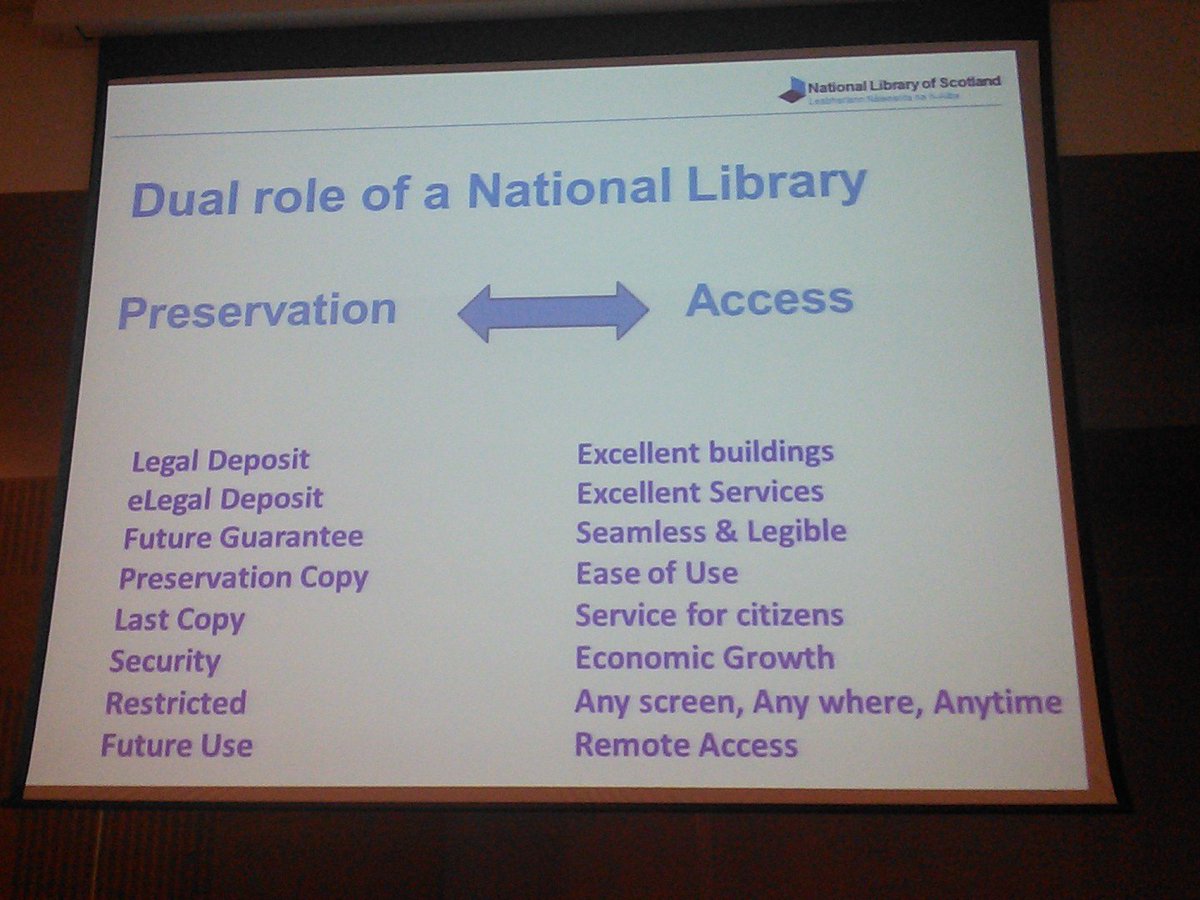 National Library of Scotland
Leabharlann Nàiseanta na h-Alba
Dual role of a National Library
Preservation
Access
Legal Deposit
eLegal Deposit
Future Guarantee
Preservation Copy
Last Copy
Security
Restricted
Future Use
Excellent buildings
Excellent Services
Seamless & Legible
Ease of Use
Service for citizens
Economic Growth
Any screen, Any where, Anytime
Remote Access